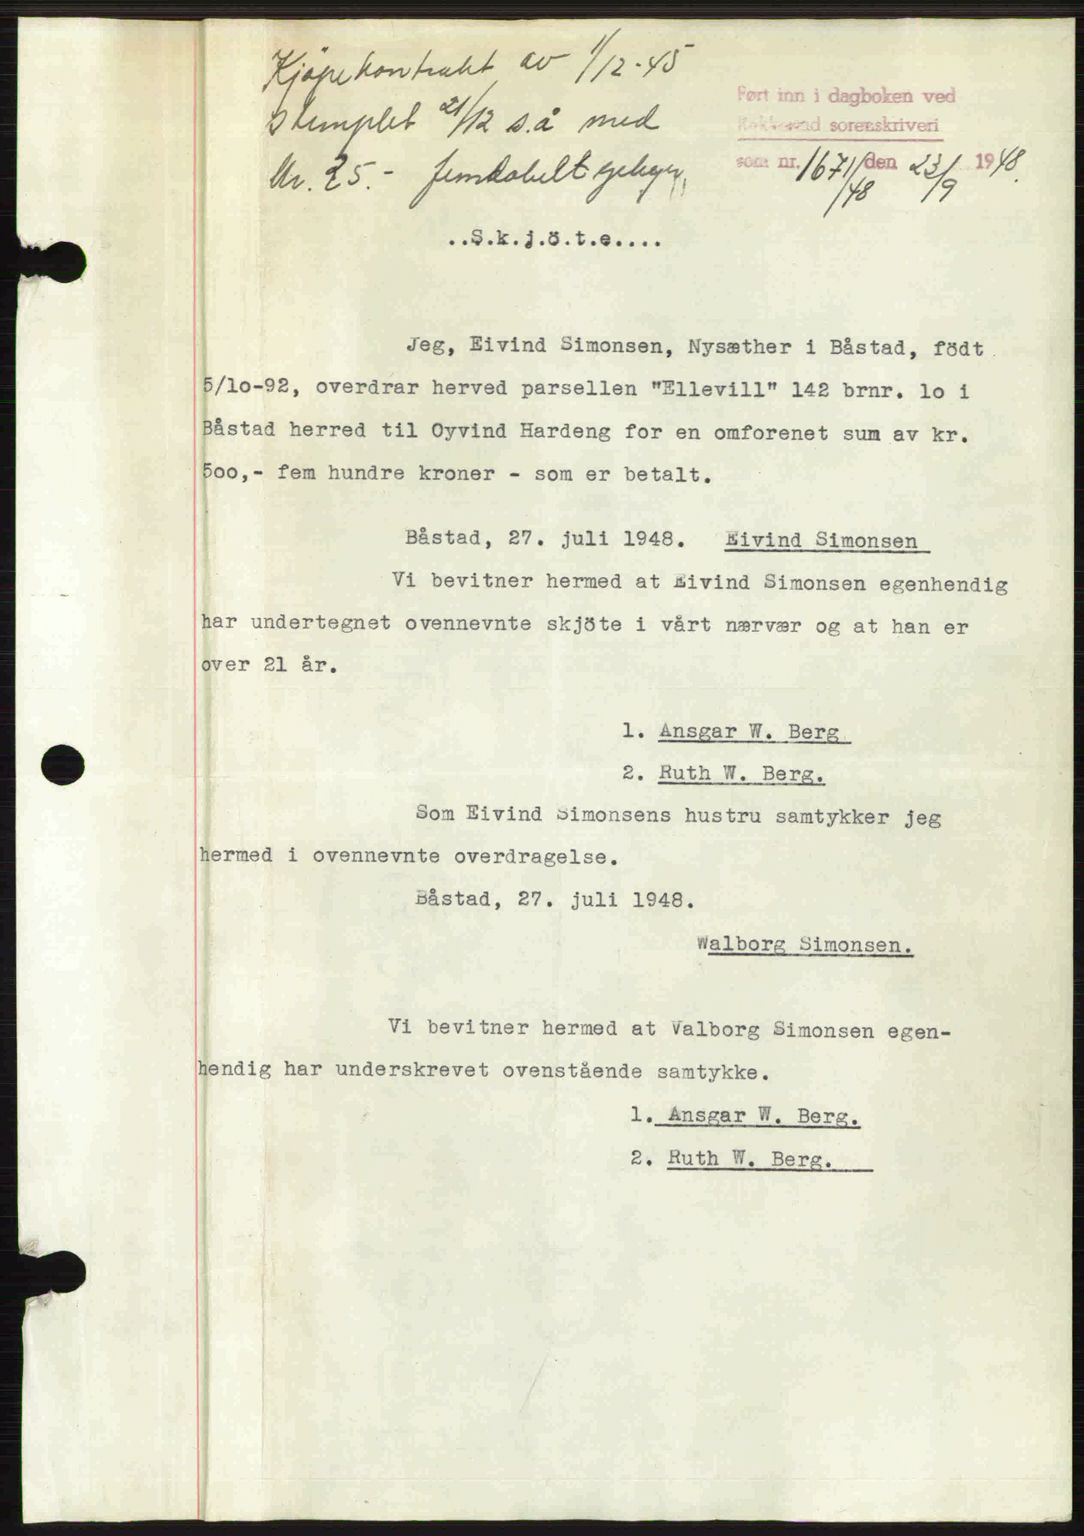 Kjöpekontrakt av 1/12-45
stemplet 21/12 s.å med
Kr. 25.- femdobelt gebyr.
Ført inn i dagboken ved
sorenskriveri
som nr. 1671/48 den 23/9 1948.
..S.k.j.ö.t.e....
Jeg, Eivind Simonsen, Nysæther i Båstad, födt
5/lo-92, overdrar herved parsellen "Ellevill" 142 brnr. lo i
Båstad herred til Oyvind Hardeng for en omforenet sum av kr.
5oo,- fem hundre kroner - som er betalt.
Båstad, 27. juli 1948. Eivind Simonsen
Vi bevitner hermed at Eivind Simonsen egenhendig
har undertegnet ovennevnte skjöte i vårt nærvær og at han er
over 21 år.
1. Ansgar W. Berg
2. Ruth W. Berg.
Som Eivind Simonsens hustru samtykker jeg
hermed i ovennevnte overdragelse.
Båstad, 27. juli 1948.
Walborg Simonsen.
Vi bevitner hermed at Valborg Simonsen egen-
hendig har underskrevet ovenstående samtykke.
1. Ansgar W. Berg.
2. Ruth W. Berg.